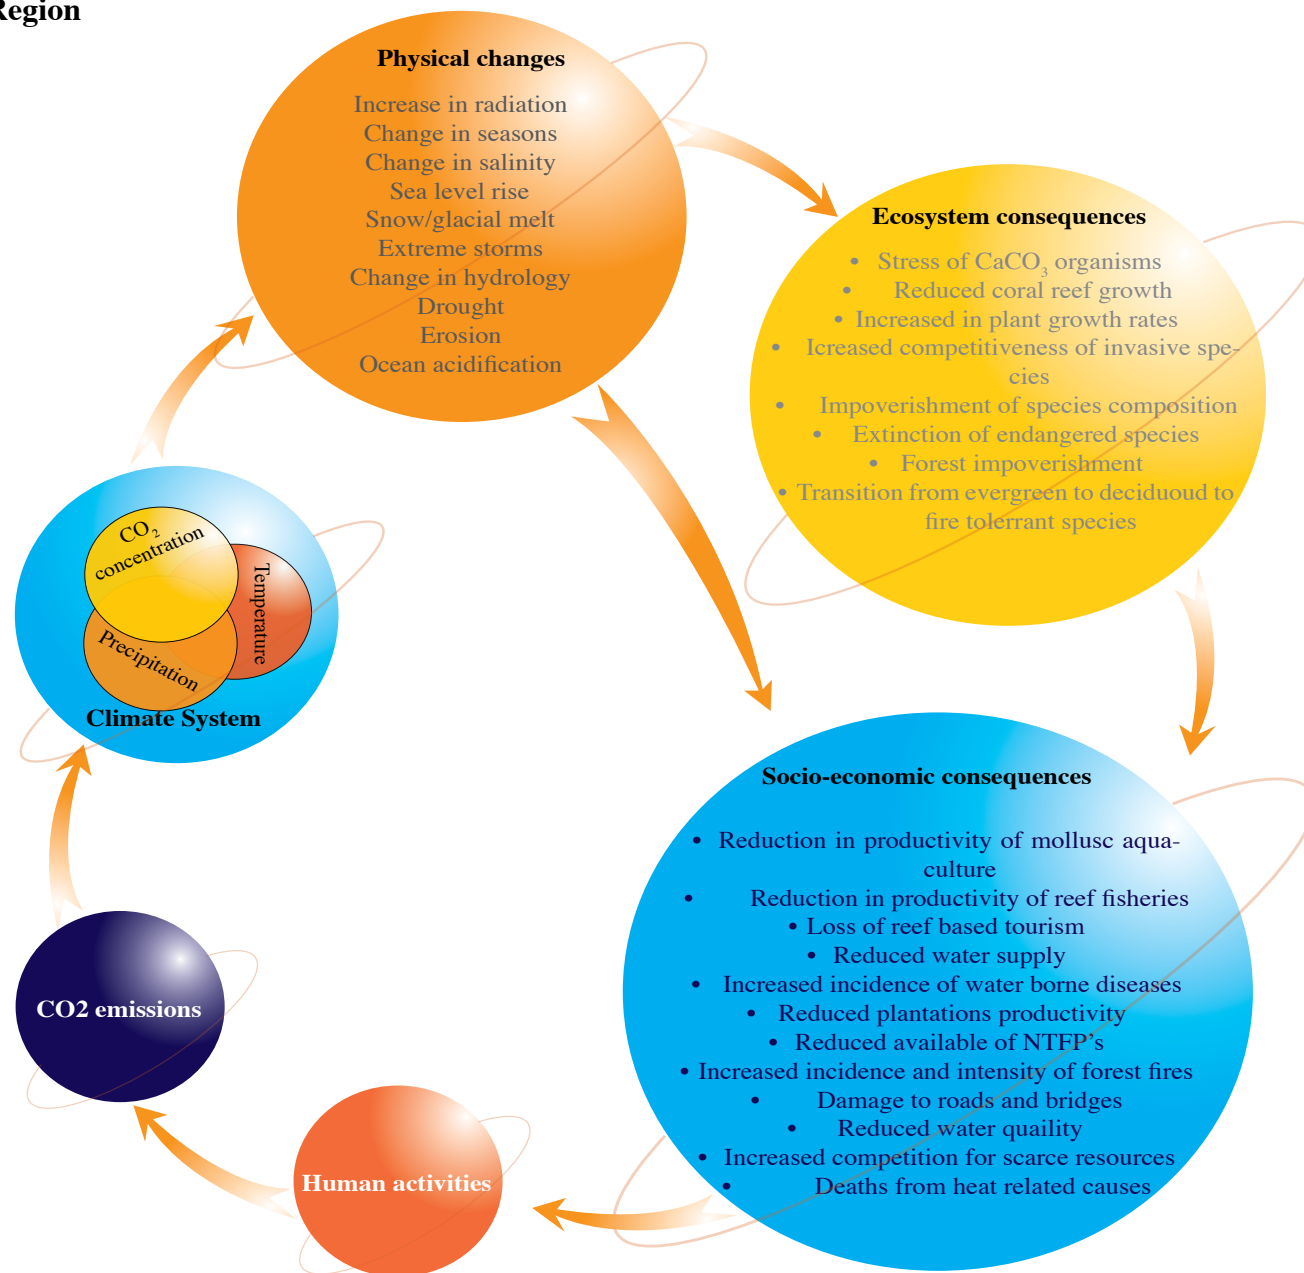 Region
Physical changes
Increase in radiation
Change in seasons
Change in salinity
Sea level rise
Snow/glacial melt
Extreme storms
Change in hydrology
Drought
Erosion
Ocean acidification
Ecosystem consequences
• Stress of CaCO₃ organisms
• Reduced coral reef growth
• Increased in plant growth rates
• Icreased competitiveness of invasive spe-
cies
• Impoverishment of species composition
• Extinction of endangered species
• Forest impoverishment
• Transition from evergreen to deciduoud to
fire tolerrant species
CO₂
concentration
Temperature
Precipitation
Climate System
Socio-economic consequences
• Reduction in productivity of mollusc aqua-
culture
• Reduction in productivity of reef fisheries
• Loss of reef based tourism
• Reduced water supply
• Increased incidence of water borne diseases
• Reduced plantations productivity
• Reduced available of NTFP's
• Increased incidence and intensity of forest fires
• Damage to roads and bridges
• Reduced water quaility
• Increased competition for scarce resources
• Deaths from heat related causes
CO2 emissions
Human activities